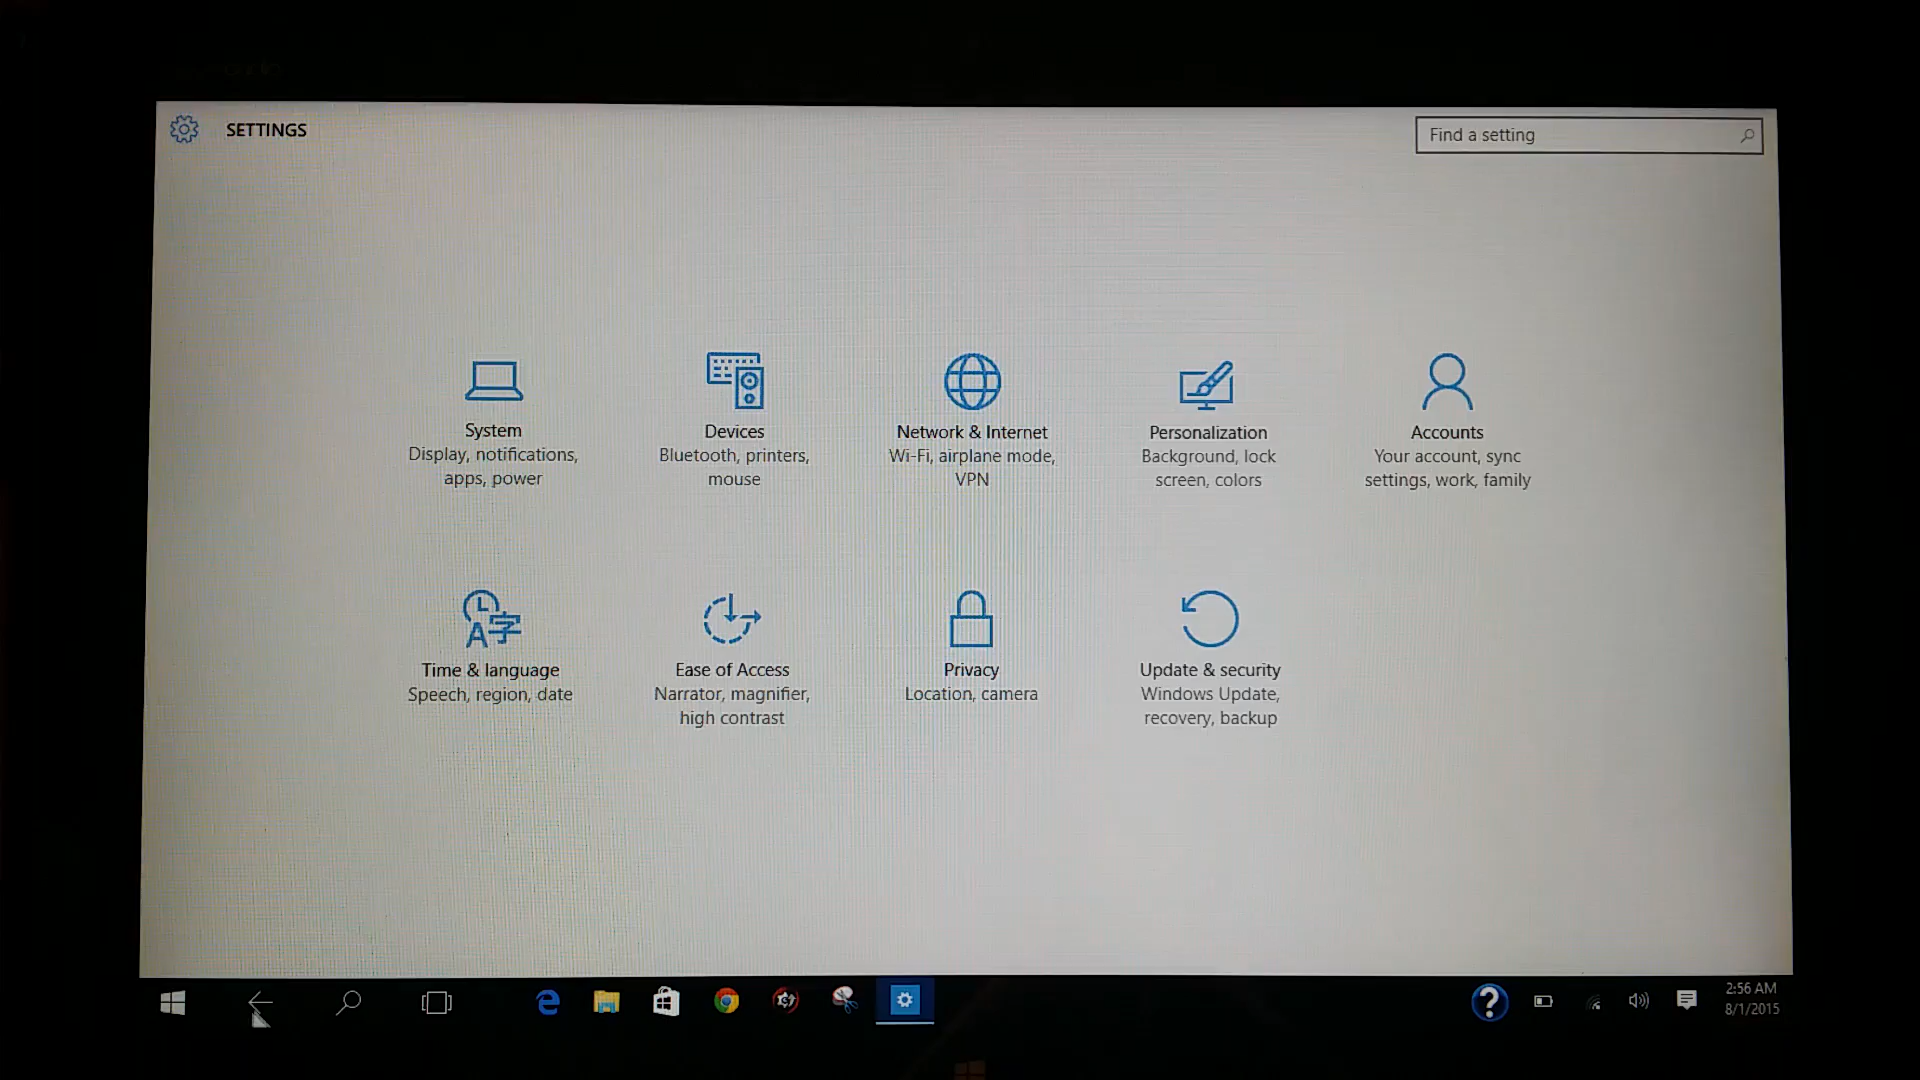 SETTINGS
Find a setting
System
Display, notifications,
apps, power
Devices
Bluetooth, printers,
mouse
Network & Internet
Wi-Fi, airplane mode,
VPN
Personalization
Background, lock
screen, colors
Accounts
Your account, sync
settings, work, family
Time & language
Speech, region, date
Ease of Access
Narrator, magnifier,
high contrast
Privacy
Location, camera
Update & security
Windows Update,
recovery, backup
2:56 AM
8/1/2015